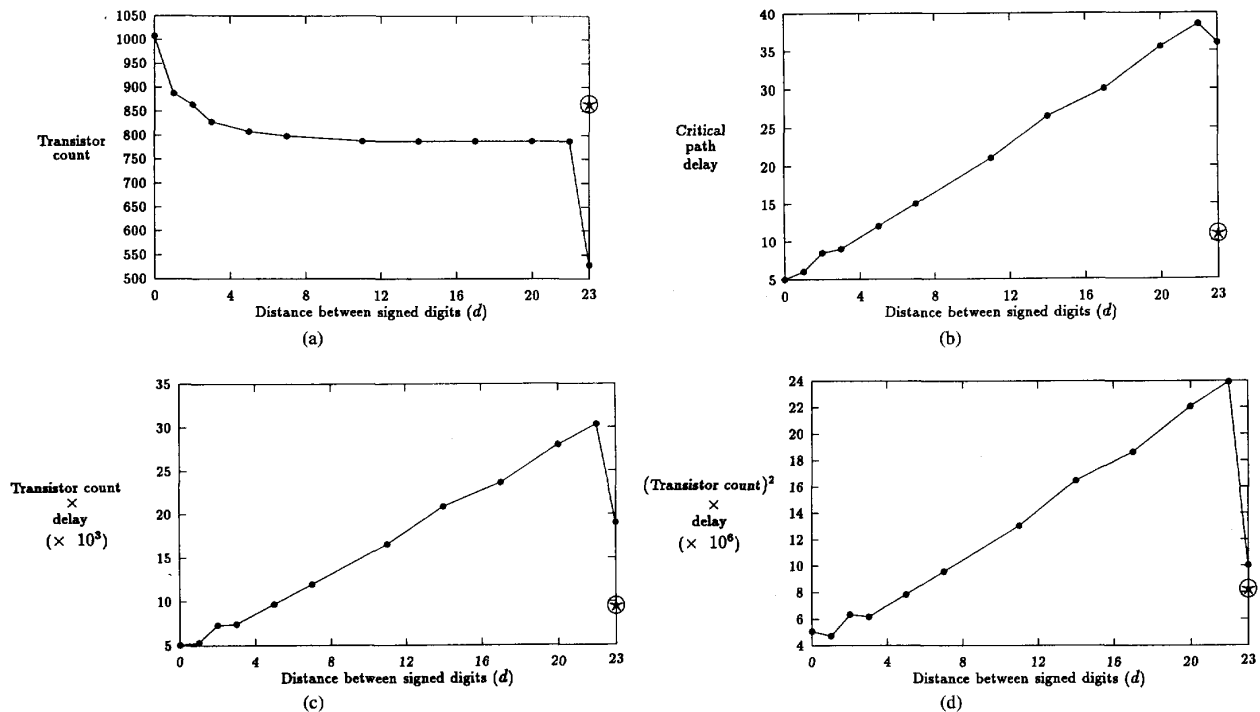 1050
1000
950
900
850
800
750
700
650
600
550
500
Transistor
count
0 4 8 12 16 20 23
Distance between signed digits (d)
(a)
40
35
30
25
20
15
10
5
Critical
path
delay
0 4 8 12 16 20 23
Distance between signed digits (d)
(b)
35
30
25
20
15
10
5
Transistor count
×
delay
(× 10³)
0 4 8 12 16 20 23
Distance between signed digits (d)
(c)
24
22
20
18
16
14
12
10
8
6
4
(Transistor count)²
×
delay
(× 10⁶)
0 4 8 12 16 20 23
Distance between signed digits (d)
(d)